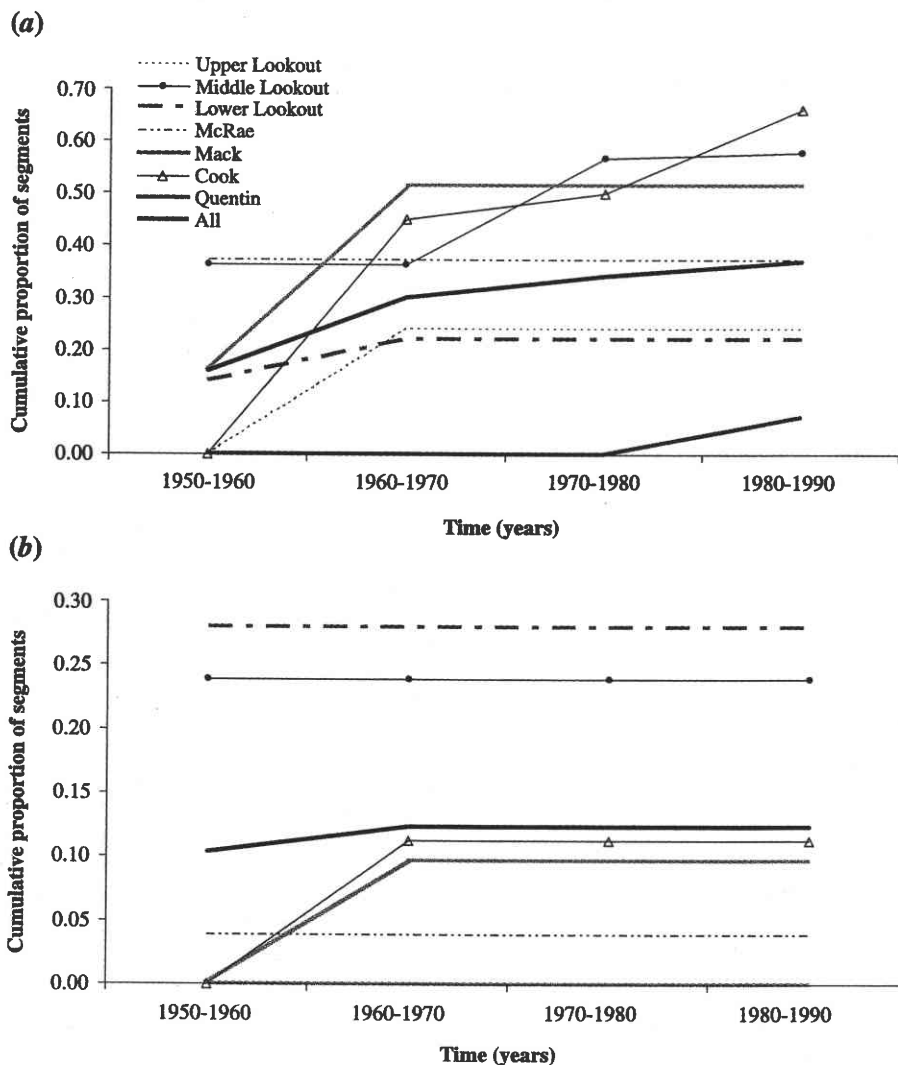 (a)
Upper Lookout
Middle Lookout
Lower Lookout
McRae
Mack
Cook
Quentin
All
Cumulative proportion of segments
0.70
0.60
0.50
0.40
0.30
0.20
0.10
0.00
1950-1960 1960-1970 1970-1980 1980-1990
Time (years)
(b)
Cumulative proportion of segments
0.30
0.25
0.20
0.15
0.10
0.05
0.00
1950-1960 1960-1970 1970-1980 1980-1990
Time (years)